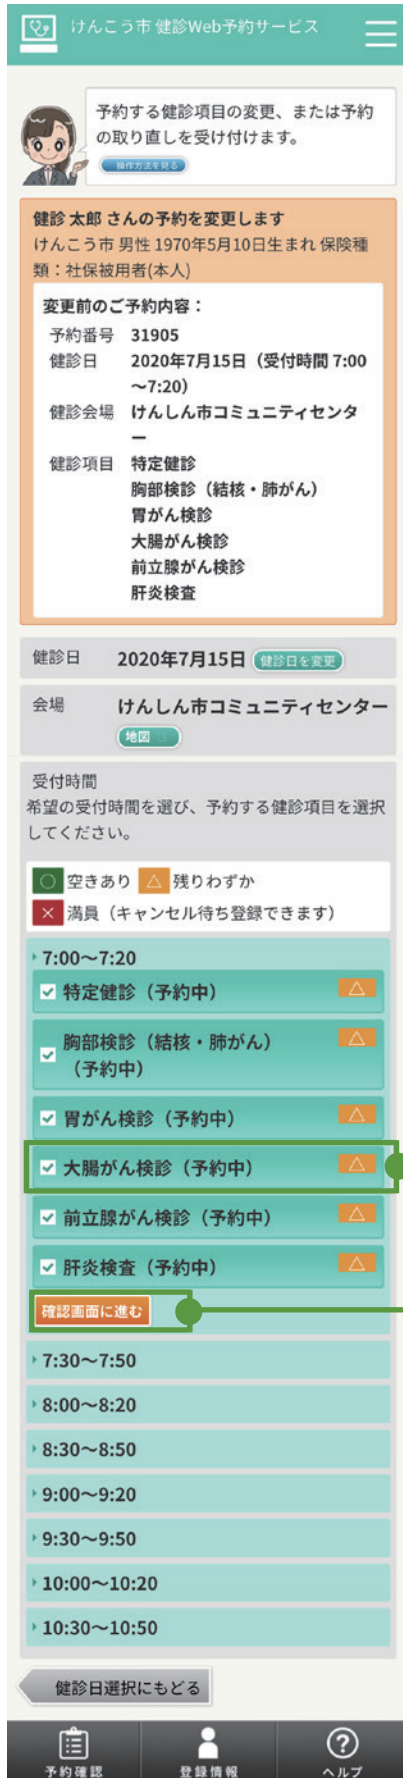 けんこう市 健診Web予約サービス
予約する健診項目の変更、または予約
の取り直しを受け付けます。
操作方法を見る
健診 太郎 さんの予約を変更します
けんこう市 男性 1970年5月10日生まれ 保険種
類：社保被用者(本人)
変更前のご予約内容：
予約番号 31905
健診日 2020年7月15日（受付時間 7:00
～7:20）
健診会場 けんしん市コミュニティセンタ
ー
健診項目 特定健診
胸部検診（結核・肺がん）
胃がん検診
大腸がん検診
前立腺がん検診
肝炎検査
健診日 2020年7月15日 健診日を変更
会場 けんしん市コミュニティセンター
地図
受付時間
希望の受付時間を選び、予約する健診項目を選択
してください。
○ 空きあり △ 残りわずか
× 満員（キャンセル待ち登録できます）
7:00～7:20
特定健診（予約中） △
胸部検診（結核・肺がん） △
（予約中）
胃がん検診（予約中） △
大腸がん検診（予約中） △
前立腺がん検診（予約中） △
肝炎検査（予約中） △
確認画面に進む
7:30～7:50
8:00～8:20
8:30～8:50
9:00～9:20
9:30～9:50
10:00～10:20
10:30～10:50
健診日選択にもどる
予約確認 登録情報 ヘルプ